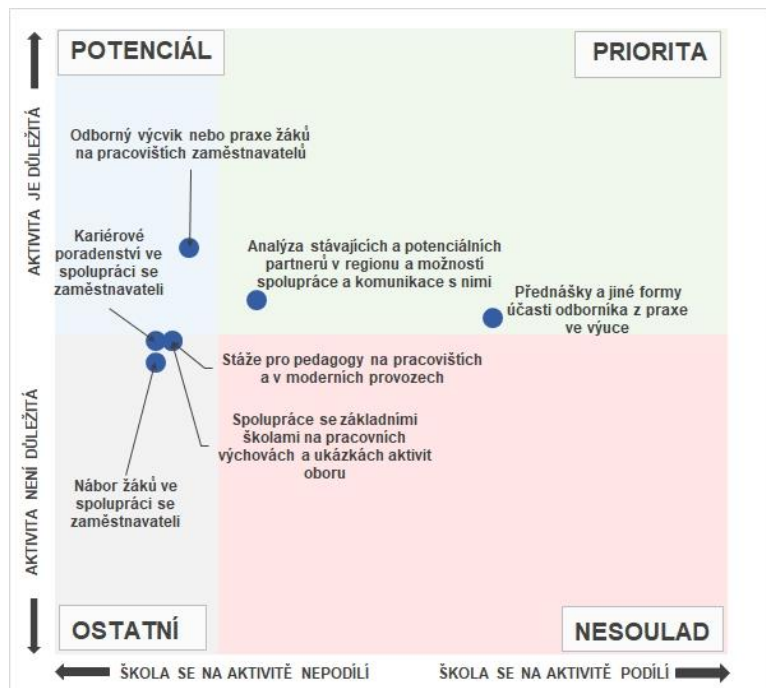 POTENCIÁL
PRIORITA
AKTIVITA JE DŮLEŽITÁ
Odborný výcvik nebo praxe žáků
na pracovištích zaměstnavatelů
Kariérové
poradenství ve
spolupráci se
zaměstnavateli
Analýza stávajících a potenciálních
partnerů v regionu a možností
spolupráce a komunikace s nimi
Přednášky a jiné formy
účasti odborníka z praxe
ve výuce
Stáže pro pedagogy na pracovištích
a v moderních provozech
Spolupráce se základními
školami na pracovních
výchovách a ukázkách aktivit
oboru
Nábor žáků ve
spolupráci se
zaměstnavateli
AKTIVITA NENÍ DŮLEŽITÁ
OSTATNÍ
NESOULAD
ŠKOLA SE NA AKTIVITĚ NEPODÍLÍ
ŠKOLA SE NA AKTIVITĚ PODÍLÍ